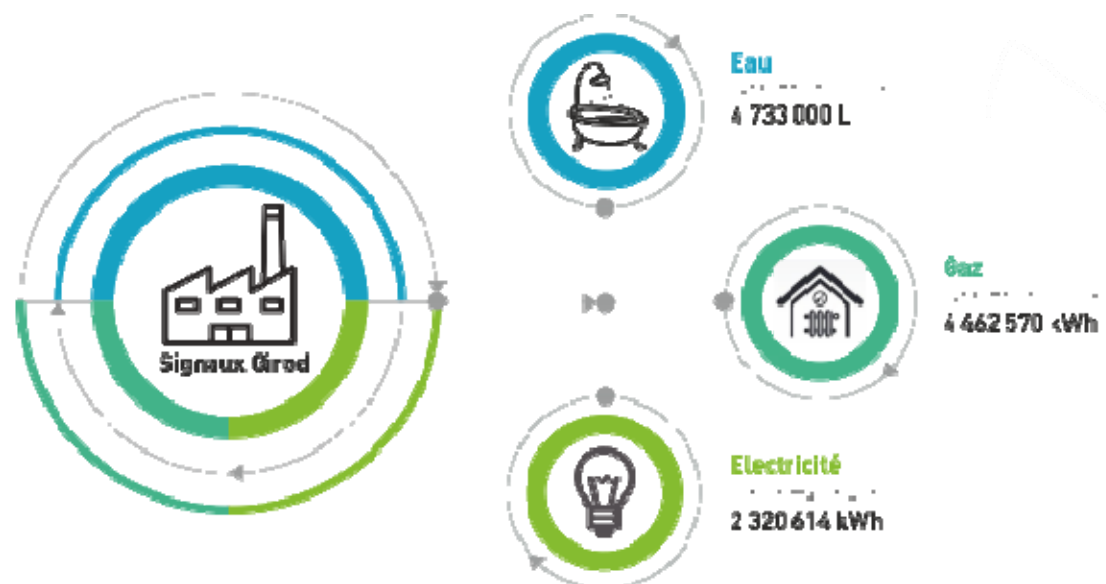 Signaux Girod
Eau
4 733 000 L
Gaz
4 462 570 kWh
Electricité
2 320 614 kWh